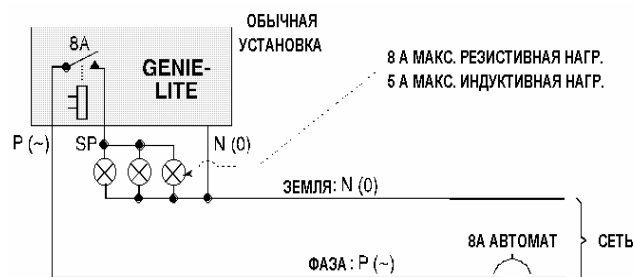 ОБЫЧНАЯ
УСТАНОВКА
8A
GENIE-
LITE
8 А МАКС. РЕЗИСТИВНАЯ НАГР.
5 А МАКС. ИНДУКТИВНАЯ НАГР.
P (~)
SP
N (0)
ЗЕМЛЯ: N (0)
8А АВТОМАТ
СЕТЬ
ФАЗА: P (~)